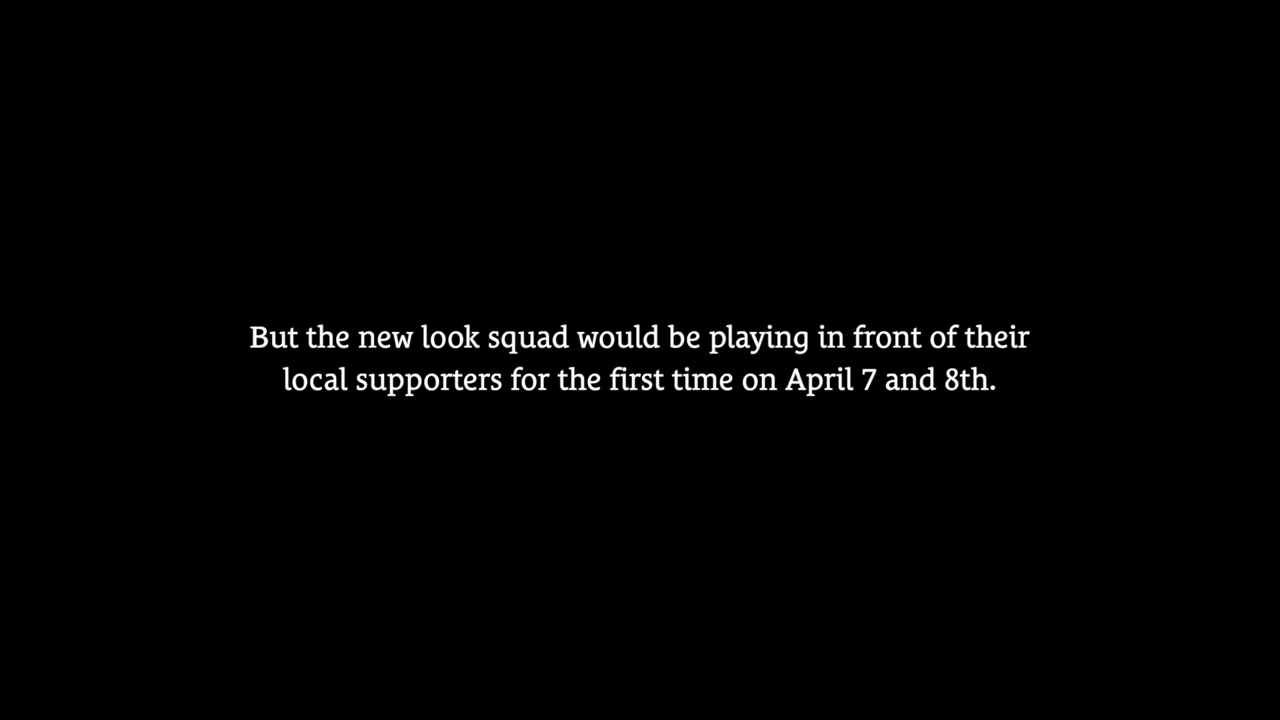 But the new look squad would be playing in front of their
local supporters for the first time on April 7 and 8th.